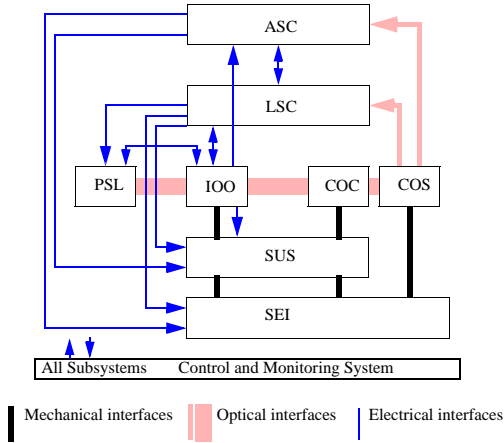 ASC
LSC
PSL IOO COC COS
SUS
SEI
All Subsystems Control and Monitoring System
Mechanical interfaces Optical interfaces Electrical interfaces